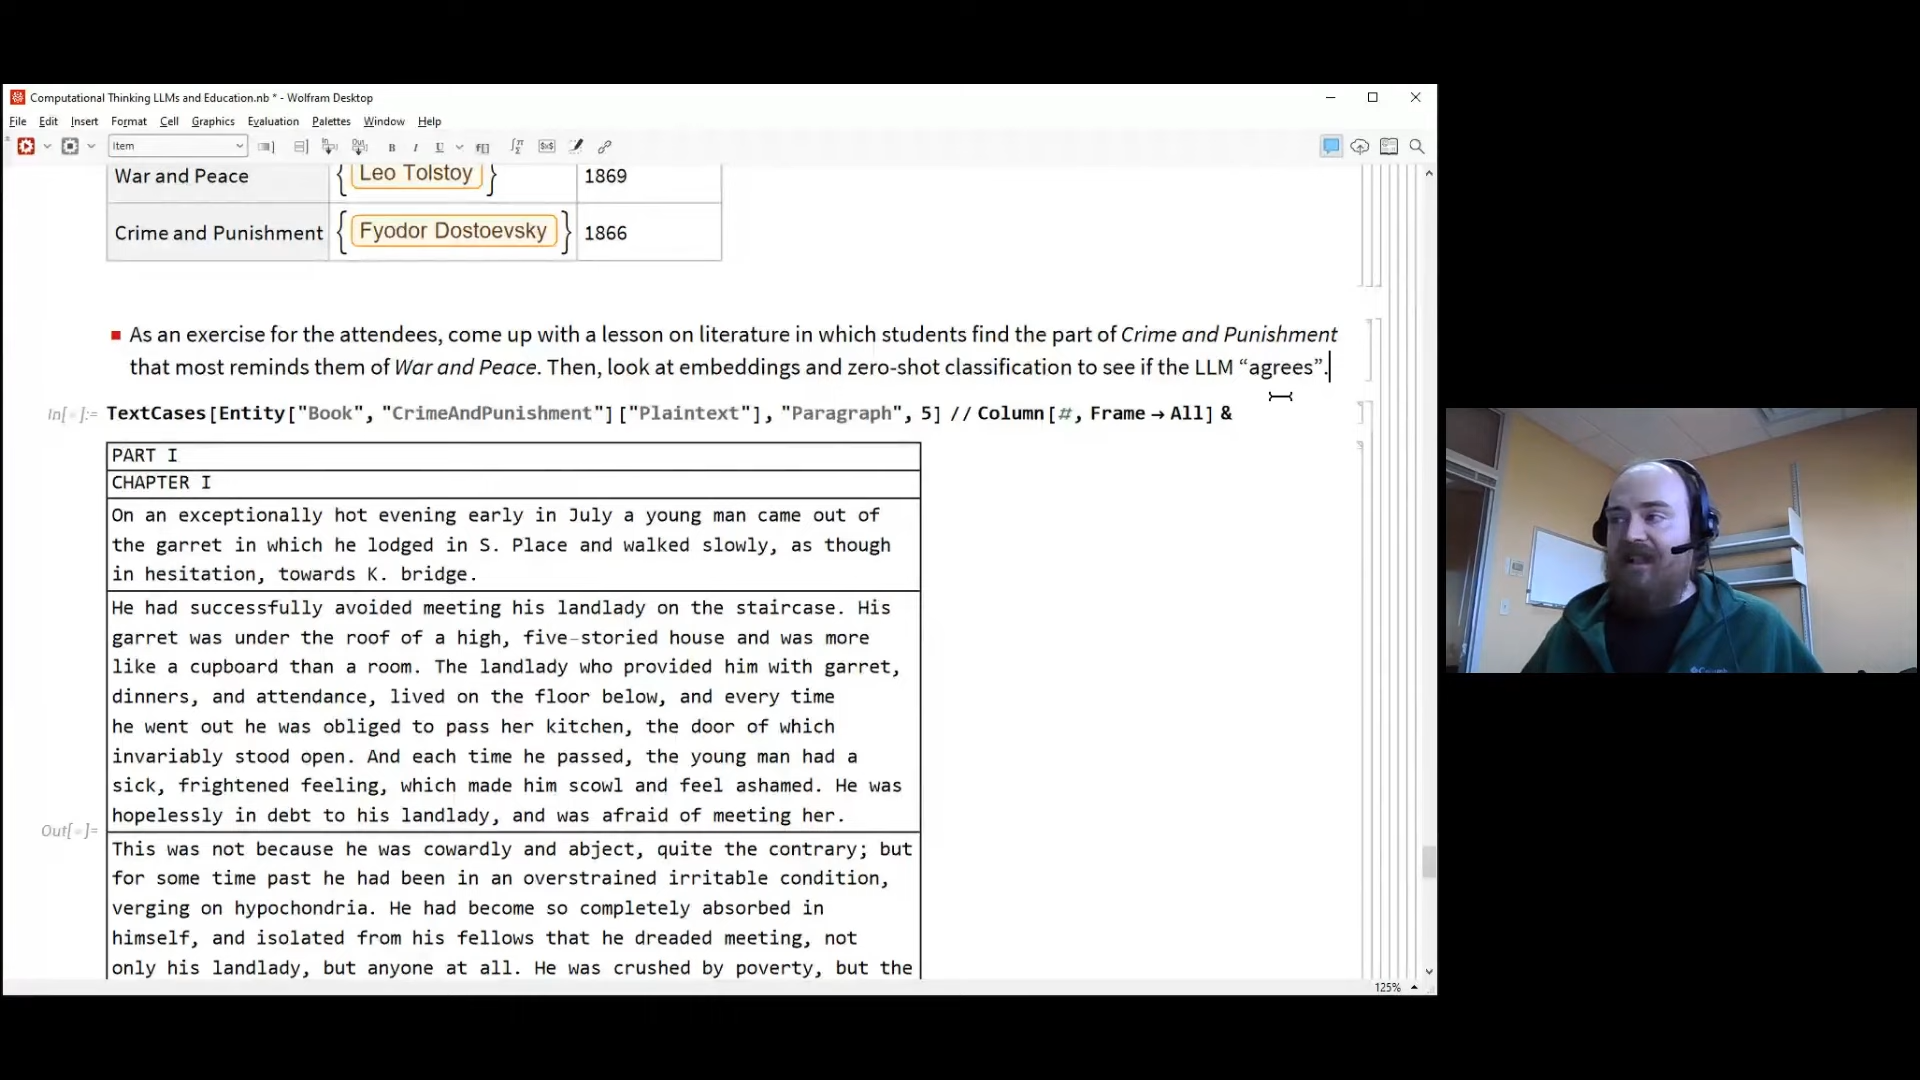 Computational Thinking LLMs and Education.nb * - Wolfram Desktop
File Edit Insert Format Cell Graphics Evaluation Palettes Window Help
Item
War and Peace { Leo Tolstoy } 1869
Crime and Punishment { Fyodor Dostoevsky } 1866
As an exercise for the attendees, come up with a lesson on literature in which students find the part of Crime and Punishment
that most reminds them of War and Peace. Then, look at embeddings and zero-shot classification to see if the LLM “agrees”.
In[ ]:= TextCases[Entity["Book", "CrimeAndPunishment"]["Plaintext"], "Paragraph", 5] // Column[#, Frame → All] &
PART I
CHAPTER I
On an exceptionally hot evening early in July a young man came out of
the garret in which he lodged in S. Place and walked slowly, as though
in hesitation, towards K. bridge.
He had successfully avoided meeting his landlady on the staircase. His
garret was under the roof of a high, five-storied house and was more
like a cupboard than a room. The landlady who provided him with garret,
dinners, and attendance, lived on the floor below, and every time
he went out he was obliged to pass her kitchen, the door of which
invariably stood open. And each time he passed, the young man had a
sick, frightened feeling, which made him scowl and feel ashamed. He was
hopelessly in debt to his landlady, and was afraid of meeting her.
Out[ ]=
This was not because he was cowardly and abject, quite the contrary; but
for some time past he had been in an overstrained irritable condition,
verging on hypochondria. He had become so completely absorbed in
himself, and isolated from his fellows that he dreaded meeting, not
only his landlady, but anyone at all. He was crushed by poverty, but the
125%